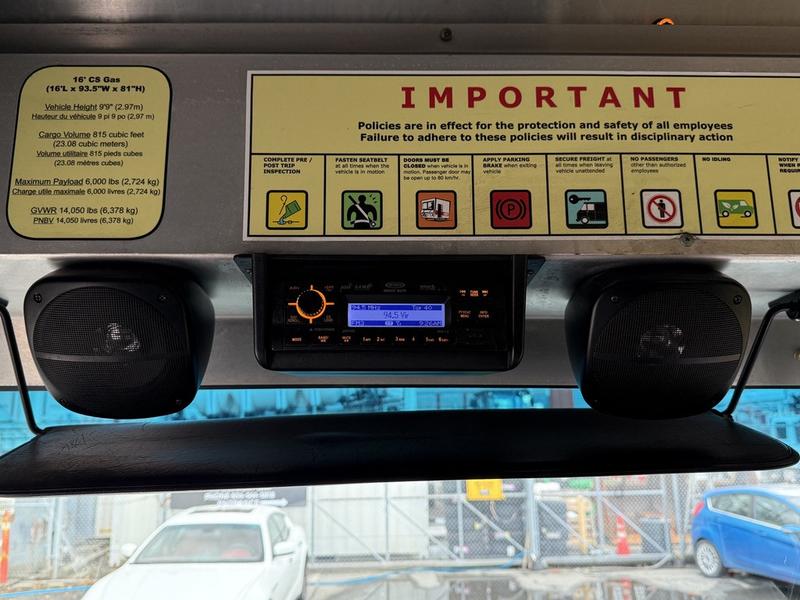 16' CS Gas
(16'L x 93.5"W x 81"H)
Vehicle Height 9'9" (2.97m)
Hauteur du véhicule 9 pi 9 po (2,97 m)
Cargo Volume 815 cubic feet
(23.08 cubic meters)
Volume utilitaire 815 pieds cubes
(23.08 mètres cubes)
Maximum Payload 6,000 lbs (2,724 kg)
Charge utile maximale 6,000 livres (2,724 kg)
GVWR 14,050 lbs (6,378 kg)
PNBV 14,050 livres (6,378 kg)
IMPORTANT
Policies are in effect for the protection and safety of all employees
Failure to adhere to these policies will result in disciplinary action
COMPLETE PRE /
POST TRIP
INSPECTION
FASTEN SEATBELT
at all times when the
vehicle is in motion
DOORS MUST BE
CLOSED when vehicle is in
motion. Passenger door may
be open up to 80 km/hr.
APPLY PARKING
BRAKE when exiting
vehicle
SECURE FREIGHT at
all times when leaving
vehicle unattended
NO PASSENGERS
other than authorized
employees
NO IDLING
NOTIFY
WHEN
REQUIR
94.5 MHz Top 40
94.5 Vir
FM3 9:26AM
MODE